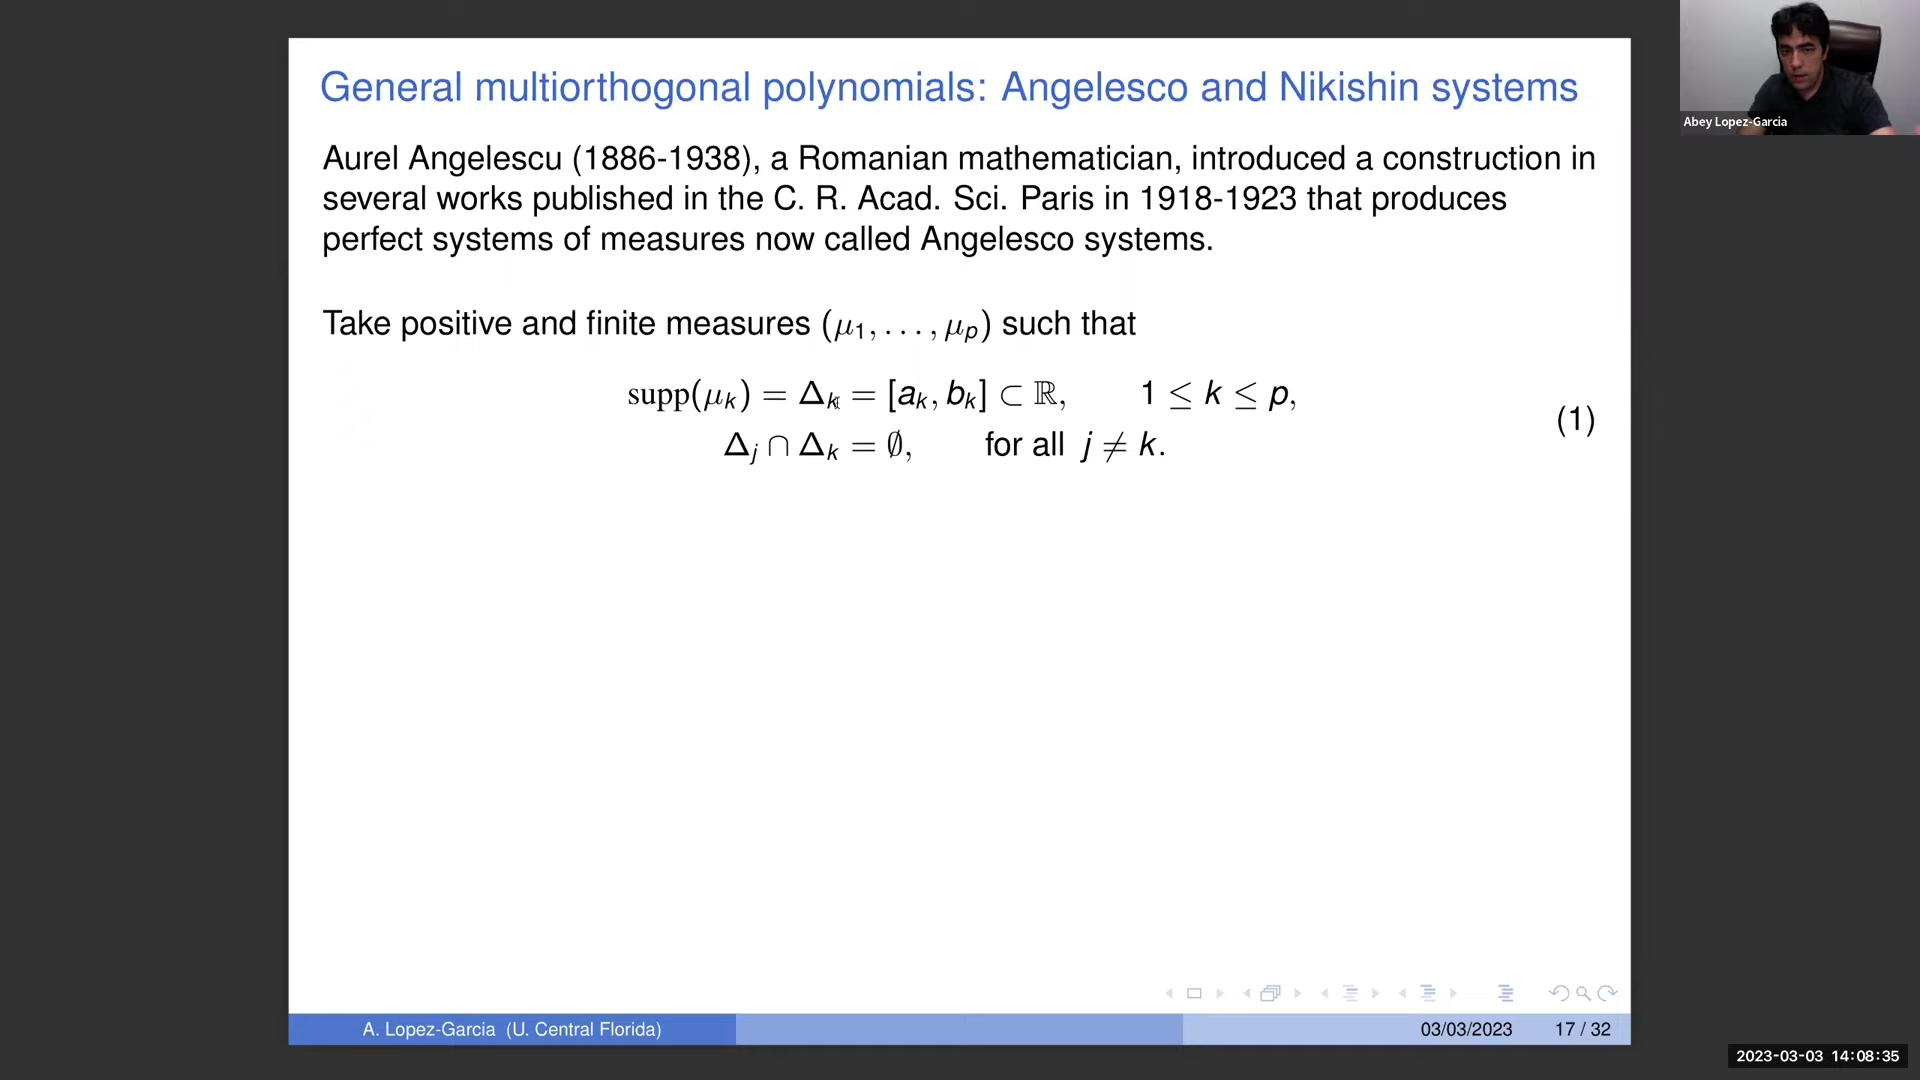 General multiorthogonal polynomials: Angelesco and Nikishin systems
Abey Lopez-Garcia
Aurel Angelescu (1886-1938), a Romanian mathematician, introduced a construction in
several works published in the C. R. Acad. Sci. Paris in 1918-1923 that produces
perfect systems of measures now called Angelesco systems.
Take positive and finite measures (μ₁, . . . , μₚ) such that
supp(μₖ) = Δₖ = [aₖ, bₖ] ⊂ ℝ, 1 ≤ k ≤ p,
(1)
Δⱼ ∩ Δₖ = ∅, for all j ≠ k.
A. Lopez-Garcia (U. Central Florida) 03/03/2023 17 / 32
2023-03-03 14:08:35